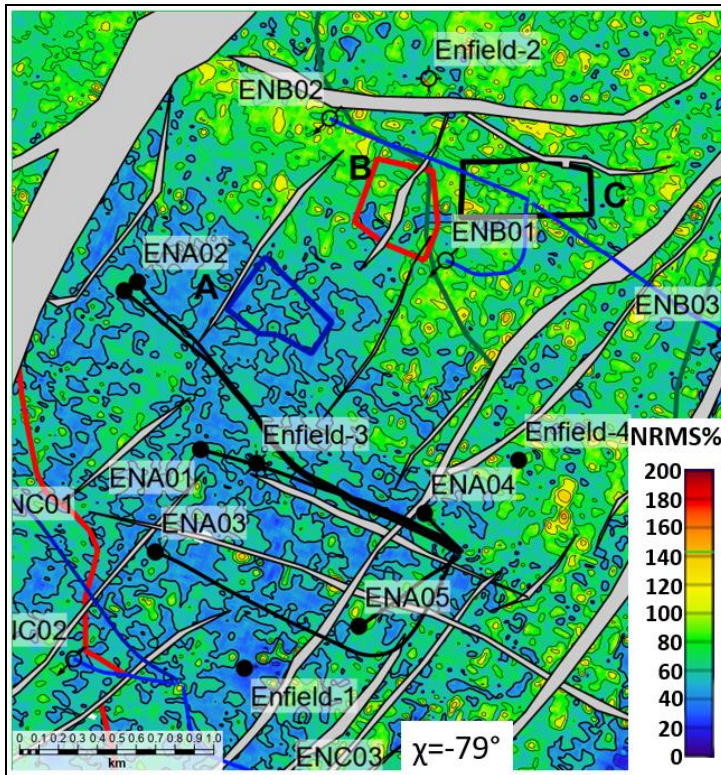 Enfield-2
ENB02
B
C
ENB01
ENA02
A
ENB03
Enfield-3
Enfield-4
NRMS%
200
180
160
140
120
100
80
60
40
20
0
ENA01
ENA04
NC01
ENA03
ENA05
NC02
Enfield-1
0 0.1 0.2 0.3 0.4 0.5 0.6 0.7 0.8 0.9 1.0
km
ENC03
χ=-79°